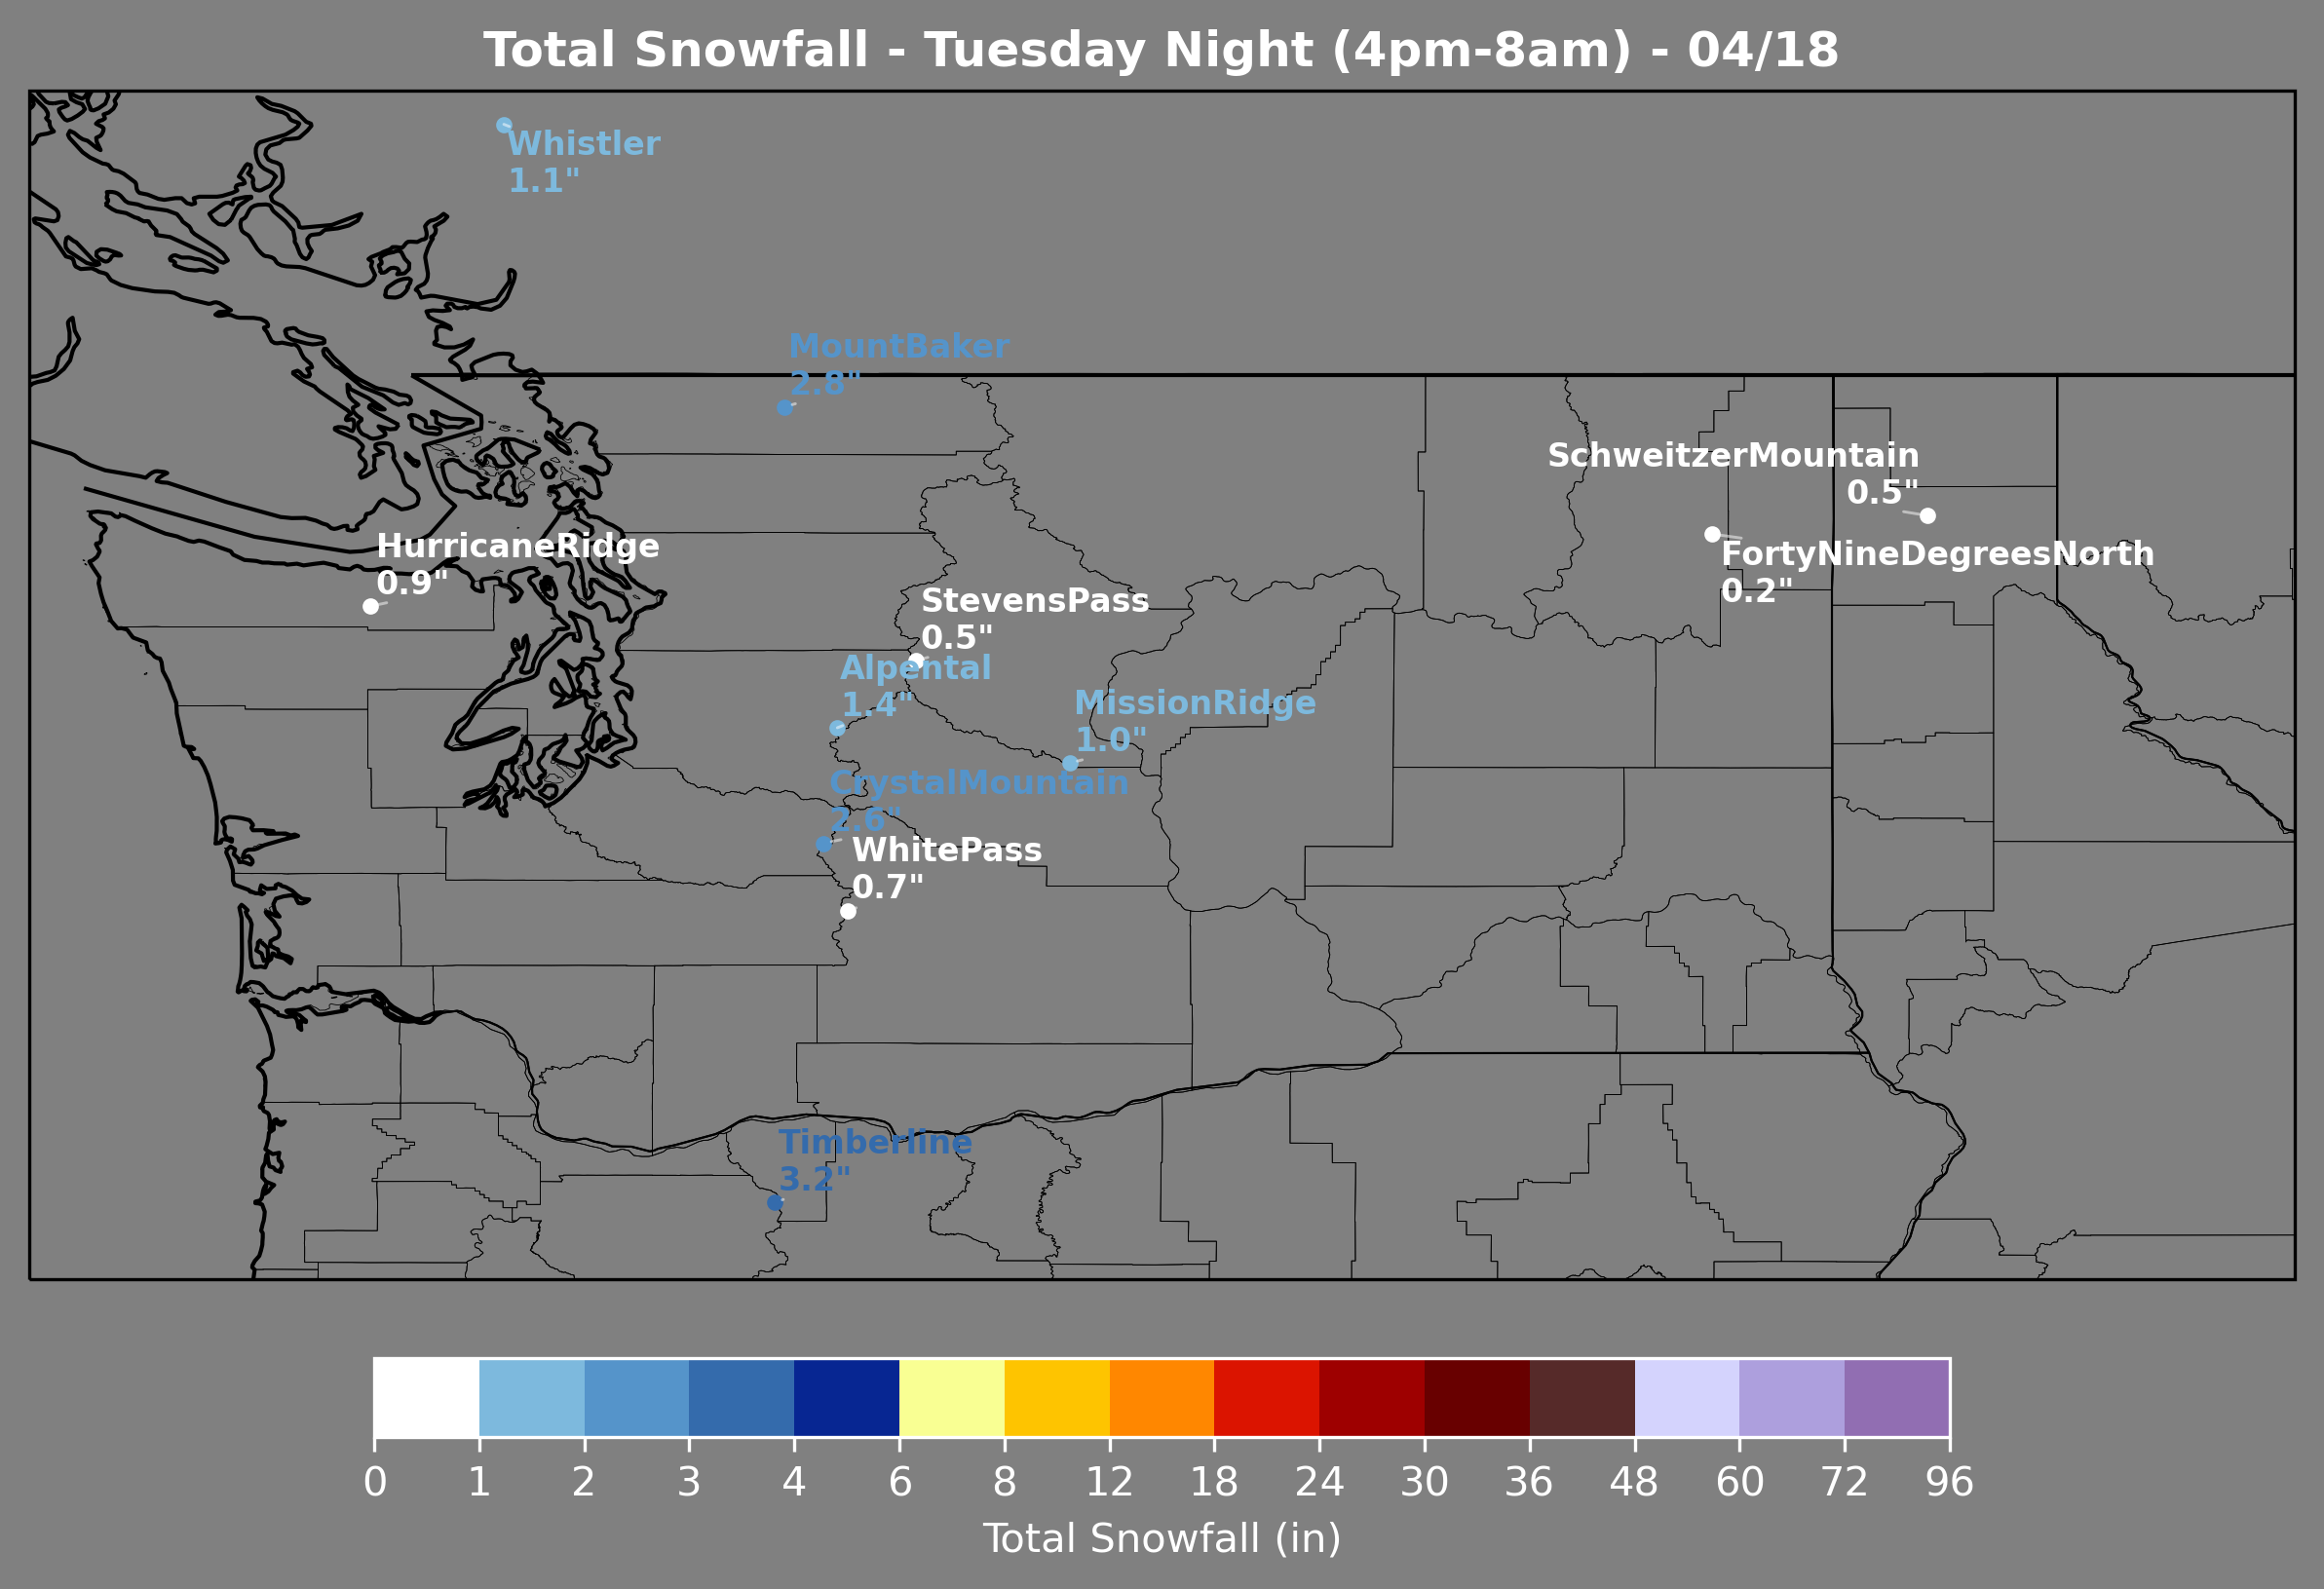 Total Snowfall - Tuesday Night (4pm-8am) - 04/18
Whistler
1.1"
MountBaker
2.8"
SchweitzerMountain
0.5"
HurricaneRidge
0.9"
FortyNineDegreesNorth
0.2"
StevensPass
0.5"
Alpental
1.4"
MissionRidge
1.0"
CrystalMountain
2.6"
WhitePass
0.7"
Timberline
3.2"
0 1 2 3 4 6 8 12 18 24 30 36 48 60 72 96
Total Snowfall (in)